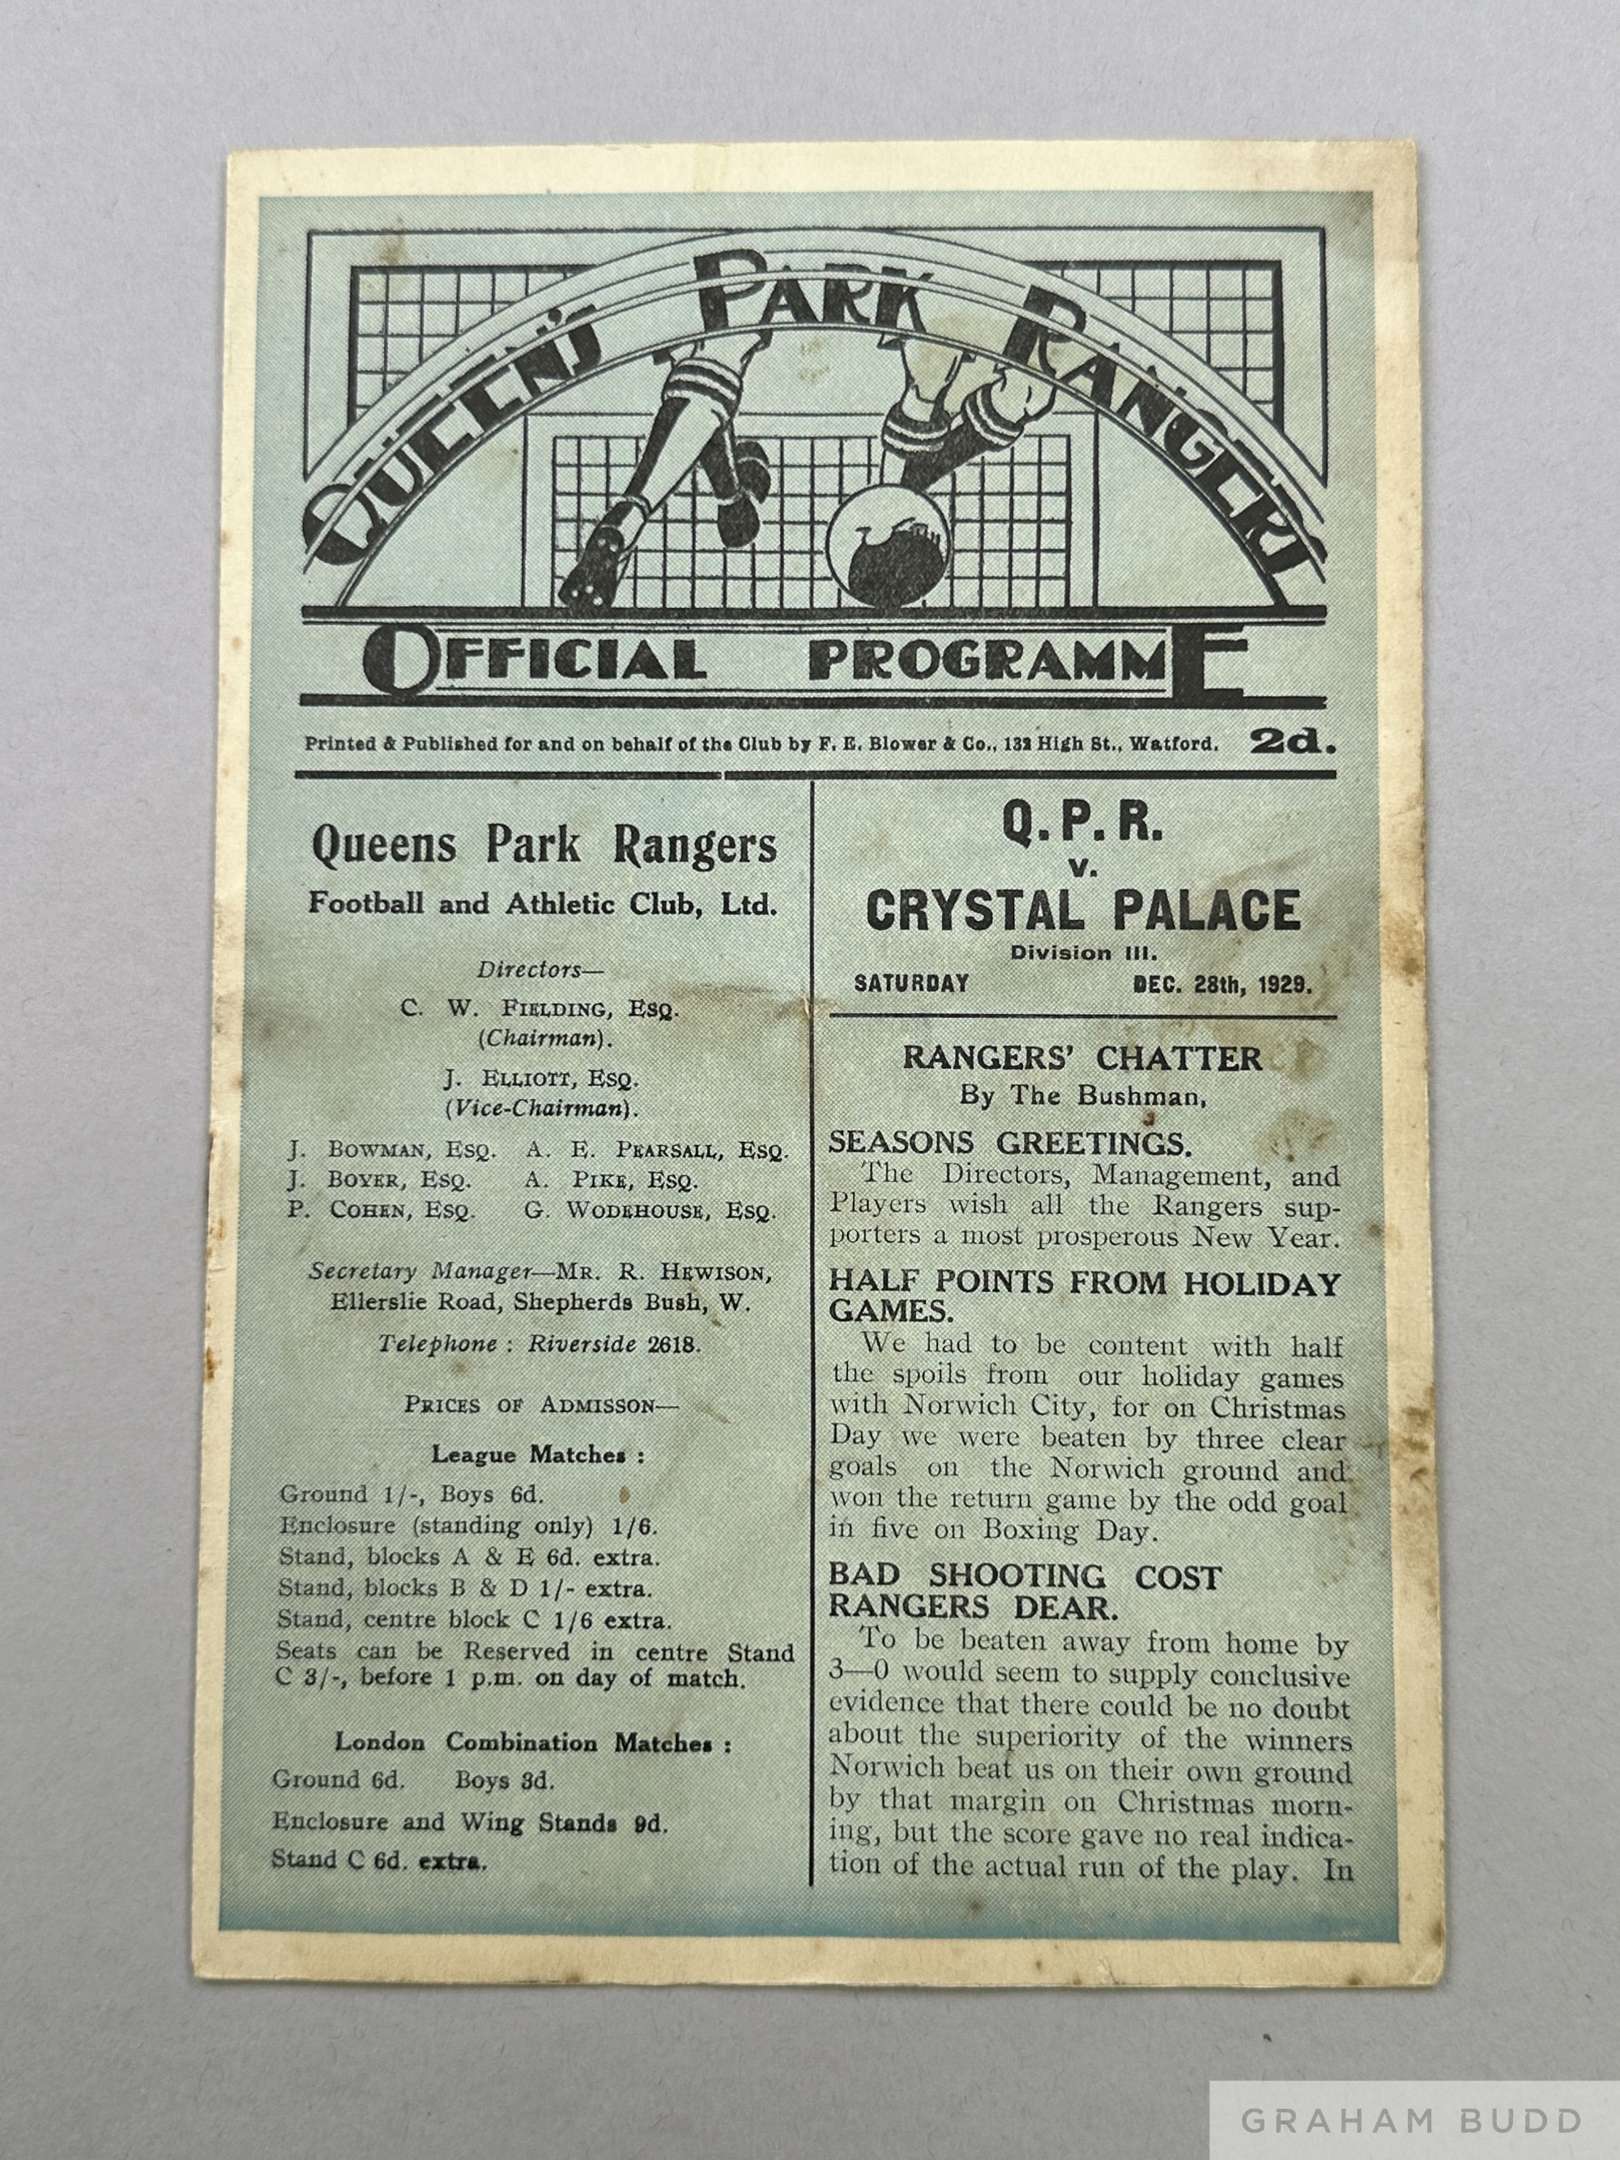 QUEEN'S PARK RANGERS
OFFICIAL PROGRAMME
Printed & Published for and on behalf of the Club by F. E. Blower & Co., 132 High St., Watford. 2d.
Queens Park Rangers
Football and Athletic Club, Ltd.
Directors—
C. W. FIELDING, ESQ.
(Chairman).
J. ELLIOTT, ESQ.
(Vice-Chairman).
J. BOWMAN, ESQ. A. E. PEARSALL, ESQ.
J. BOYER, ESQ. A. PIKE, ESQ.
P. COHEN, ESQ. G. WODEHOUSE, ESQ.
Secretary Manager—MR. R. HEWISON,
Ellerslie Road, Shepherds Bush, W.
Telephone : Riverside 2618.
PRICES OF ADMISSON—
League Matches :
Ground 1/-, Boys 6d.
Enclosure (standing only) 1/6.
Stand, blocks A & E 6d. extra.
Stand, blocks B & D 1/- extra.
Stand, centre block C 1/6 extra.
Seats can be Reserved in centre Stand
C 3/-, before 1 p.m. on day of match.
London Combination Matches :
Ground 6d. Boys 3d.
Enclosure and Wing Stands 9d.
Stand C 6d. extra.
Q. P. R.
v.
CRYSTAL PALACE
Division III.
SATURDAY DEC. 28th, 1929.
RANGERS' CHATTER
By The Bushman,
SEASONS GREETINGS.
The Directors, Management, and
Players wish all the Rangers sup-
porters a most prosperous New Year.
HALF POINTS FROM HOLIDAY
GAMES.
We had to be content with half
the spoils from our holiday games
with Norwich City, for on Christmas
Day we were beaten by three clear
goals on the Norwich ground and
won the return game by the odd goal
in five on Boxing Day.
BAD SHOOTING COST
RANGERS DEAR.
To be beaten away from home by
3—0 would seem to supply conclusive
evidence that there could be no doubt
about the superiority of the winners
Norwich beat us on their own ground
by that margin on Christmas morn-
ing, but the score gave no real indica-
tion of the actual run of the play. In
GRAHAM BUDD